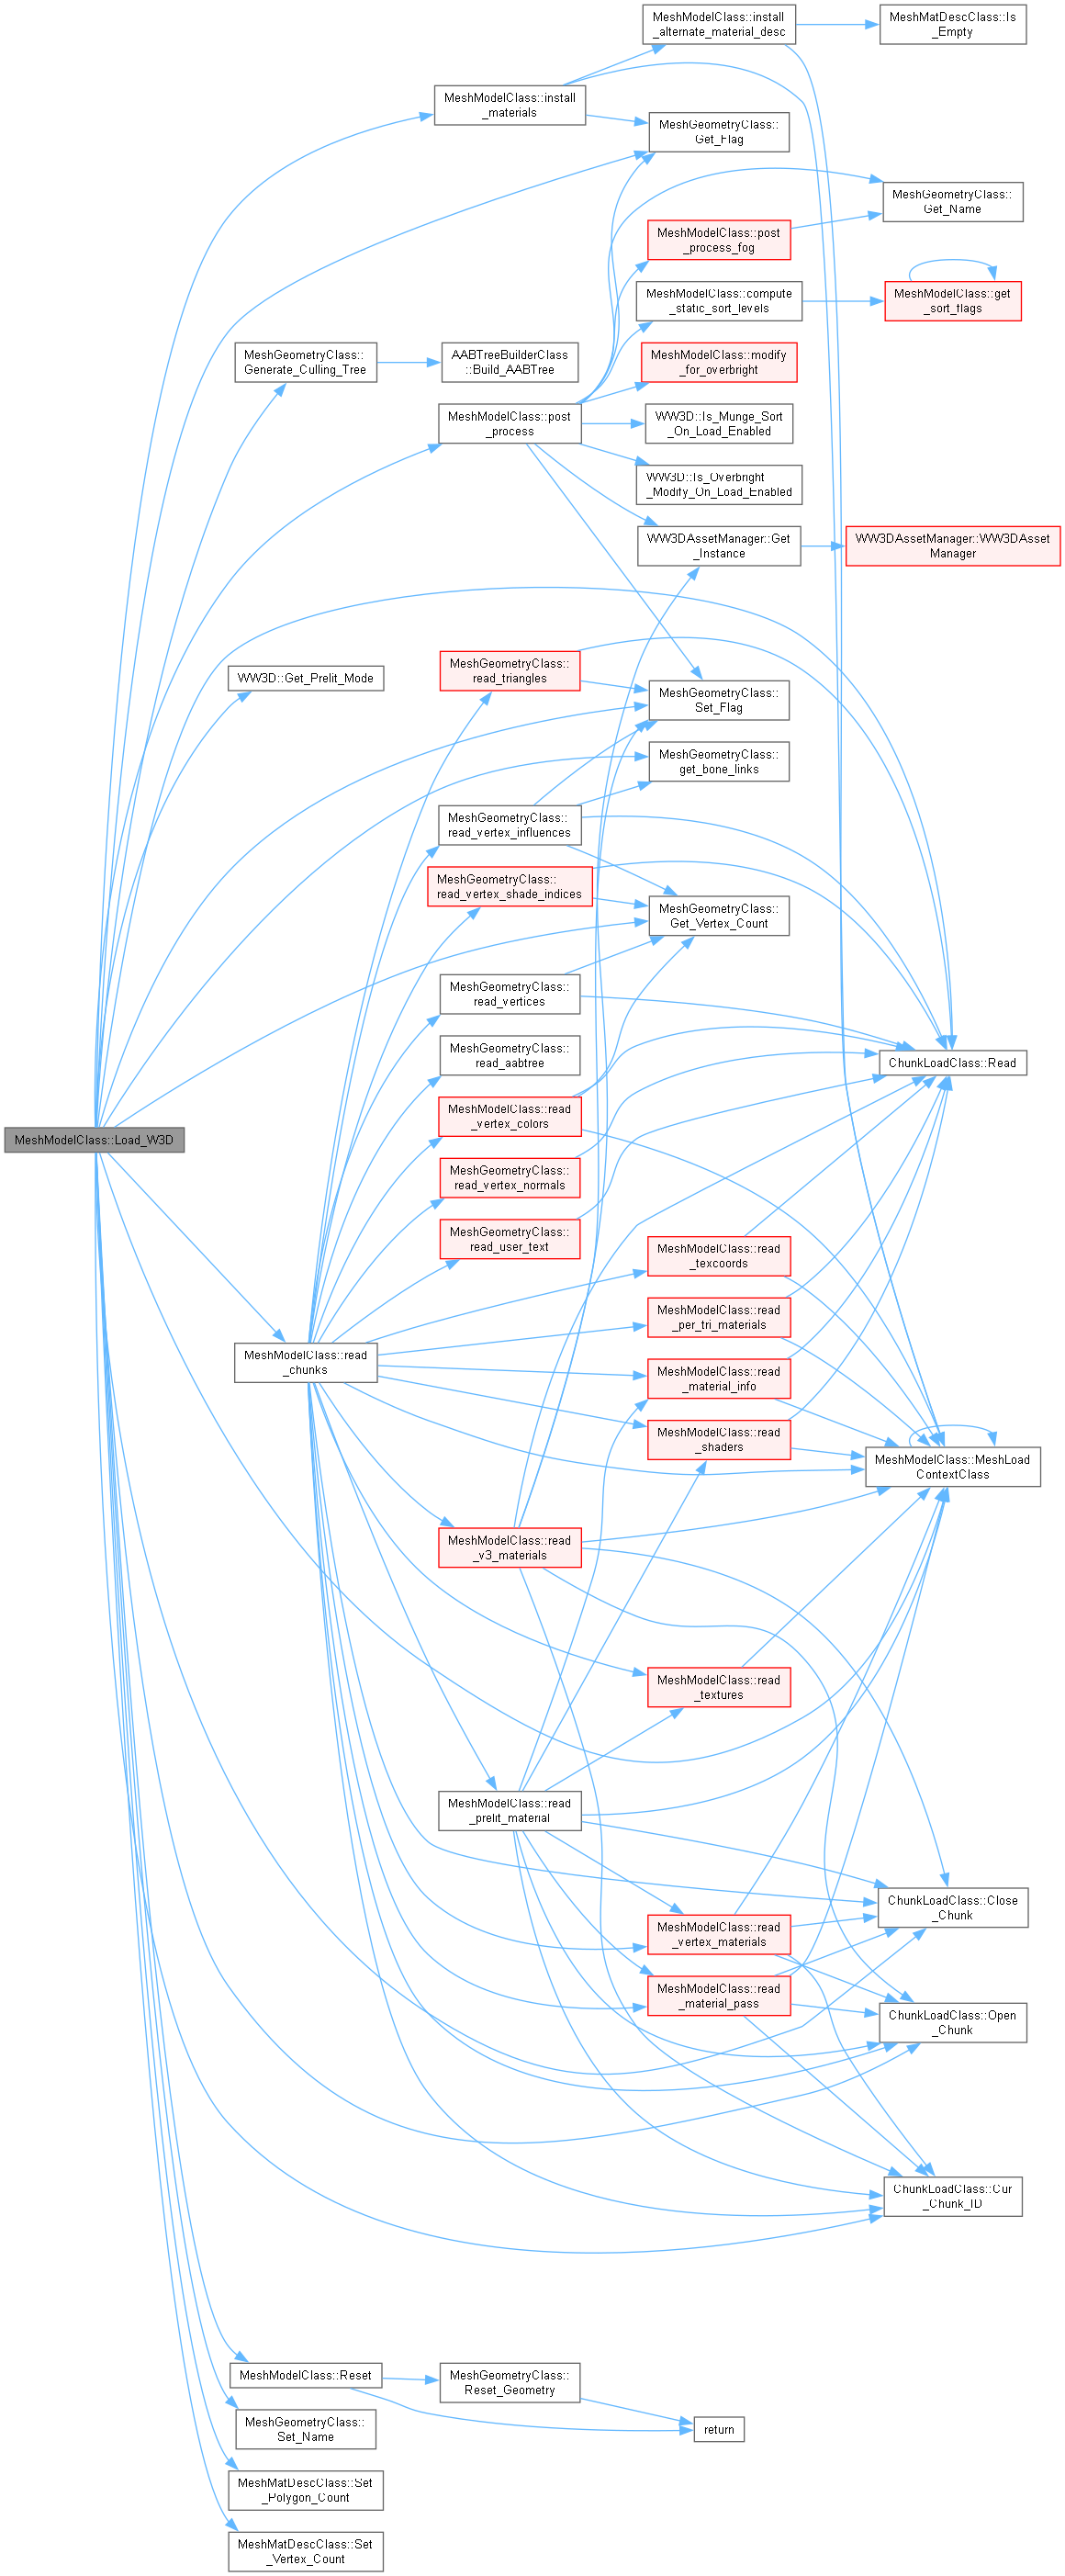 MeshModelClass::install
_alternate_material_desc
MeshMatDescClass::Is
_Empty
MeshModelClass::install
_materials
MeshGeometryClass::
Get_Flag
MeshGeometryClass::
Get_Name
MeshModelClass::post
_process_fog
MeshModelClass::compute
_static_sort_levels
MeshModelClass::get
_sort_flags
MeshGeometryClass::
Generate_Culling_Tree
AABTreeBuilderClass
::Build_AABTree
MeshModelClass::modify
_for_overbright
MeshModelClass::post
_process
WW3D::Is_Munge_Sort
_On_Load_Enabled
WW3D::Is_Overbright
_Modify_On_Load_Enabled
WW3DAssetManager::Get
_Instance
WW3DAssetManager::WW3DAsset
Manager
MeshGeometryClass::
read_triangles
WW3D::Get_Prelit_Mode
MeshGeometryClass::
Set_Flag
MeshGeometryClass::
get_bone_links
MeshGeometryClass::
read_vertex_influences
MeshGeometryClass::
read_vertex_shade_indices
MeshGeometryClass::
Get_Vertex_Count
MeshGeometryClass::
read_vertices
MeshGeometryClass::
read_aabtree
ChunkLoadClass::Read
MeshModelClass::read
_vertex_colors
MeshModelClass::Load_W3D
MeshGeometryClass::
read_vertex_normals
MeshGeometryClass::
read_user_text
MeshModelClass::read
_texcoords
MeshModelClass::read
_per_tri_materials
MeshModelClass::read
_chunks
MeshModelClass::read
_material_info
MeshModelClass::read
_shaders
MeshModelClass::MeshLoad
ContextClass
MeshModelClass::read
_v3_materials
MeshModelClass::read
_textures
MeshModelClass::read
_prelit_material
ChunkLoadClass::Close
_Chunk
MeshModelClass::read
_vertex_materials
MeshModelClass::read
_material_pass
ChunkLoadClass::Open
_Chunk
ChunkLoadClass::Cur
_Chunk_ID
MeshModelClass::Reset
MeshGeometryClass::
Reset_Geometry
return
MeshGeometryClass::
Set_Name
MeshMatDescClass::Set
_Polygon_Count
MeshMatDescClass::Set
_Vertex_Count